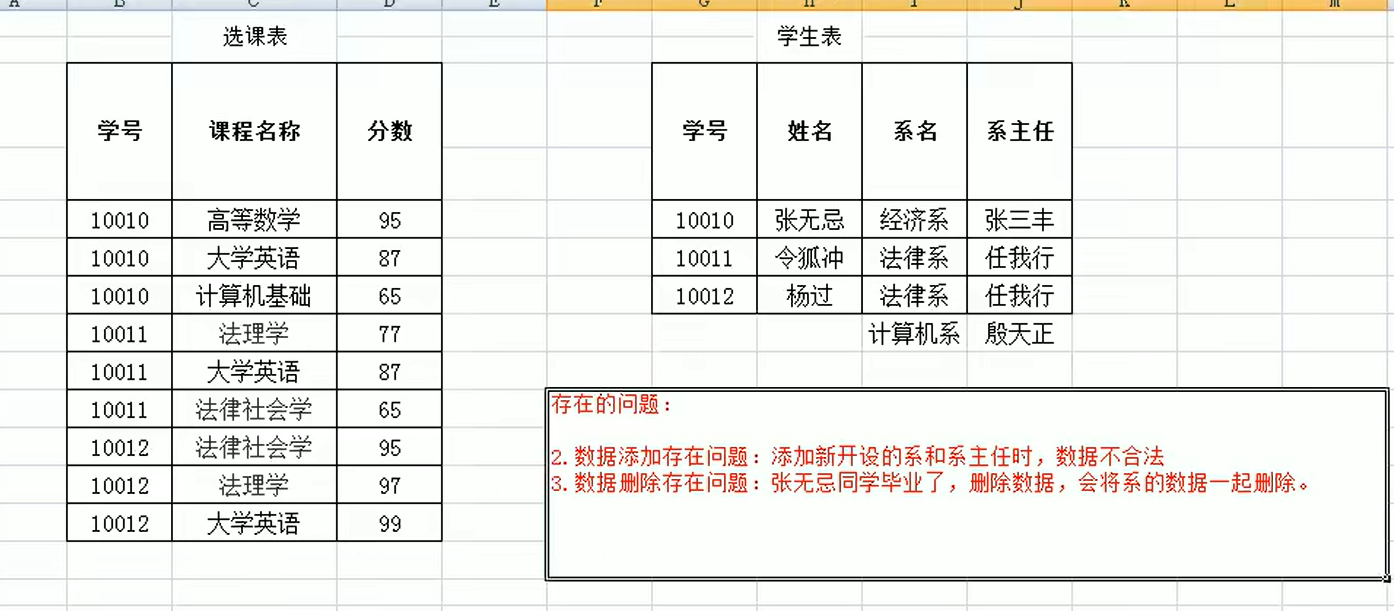 A B C D E F G H I J K L M
选课表 学生表
学号 课程名称 分数 学号 姓名 系名 系主任
10010 高等数学 95 10010 张无忌 经济系 张三丰
10010 大学英语 87 10011 令狐冲 法律系 任我行
10010 计算机基础 65 10012 杨过 法律系 任我行
10011 法理学 77 计算机系 殷天正
10011 大学英语 87
10011 法律社会学 65
10012 法律社会学 95
10012 法理学 97
10012 大学英语 99
存在的问题：
2.数据添加存在问题：添加新开设的系和系主任时，数据不合法
3.数据删除存在问题：张无忌同学毕业了，删除数据，会将系的数据一起删除。